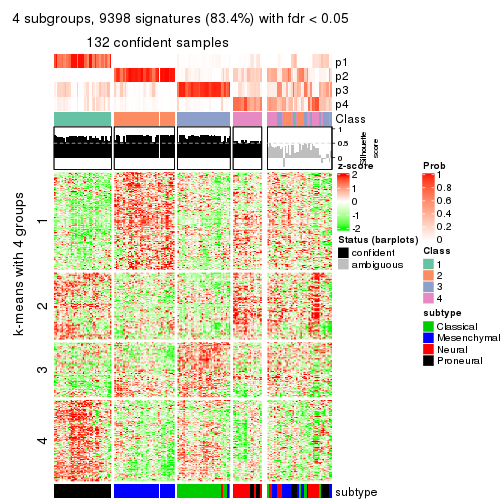 4 subgroups, 9398 signatures (83.4%) with fdr < 0.05
132 confident samples
p1
p2
p3
p4
Class
1
0.5
0
Silhouette
score
k-means with 4 groups
1
2
3
4
subtype
z-score
2
1
0
-1
-2
Status (barplots)
confident
ambiguous
Prob
1
0.8
0.6
0.4
0.2
0
Class
1
2
3
4
subtype
Classical
Mesenchymal
Neural
Proneural